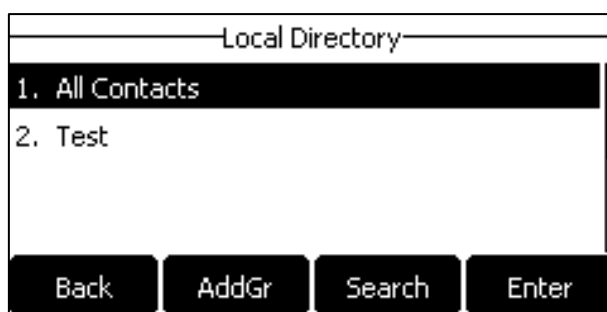 Local Directory
1. All Contacts
2. Test
Back AddGr Search Enter